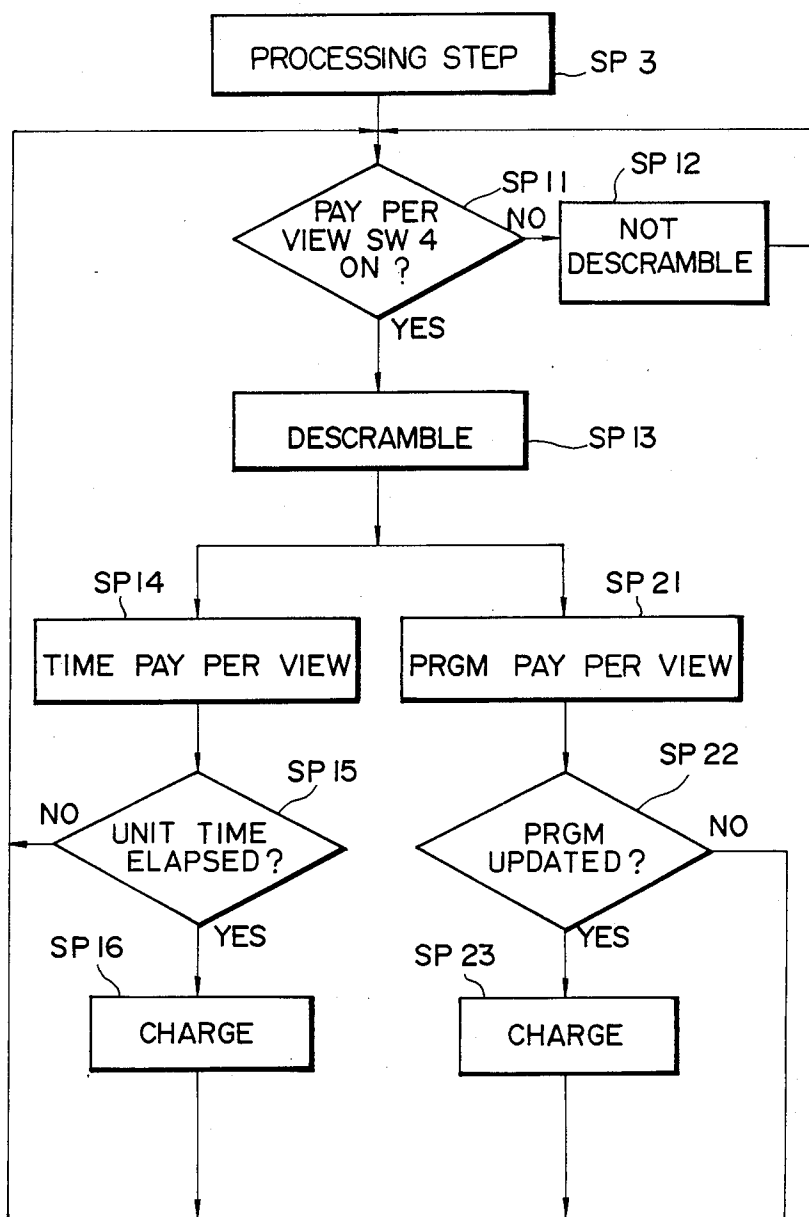 PROCESSING STEP
SP 3
SP 11
SP 12
PAY PER
VIEW SW 4
ON ?
NO
NOT
DESCRAMBLE
YES
DESCRAMBLE
SP 13
SP 14
SP 21
TIME PAY PER VIEW
PRGM PAY PER VIEW
SP 15
SP 22
NO
UNIT TIME
ELAPSED ?
PRGM
UPDATED ?
NO
YES
YES
SP 16
SP 23
CHARGE
CHARGE